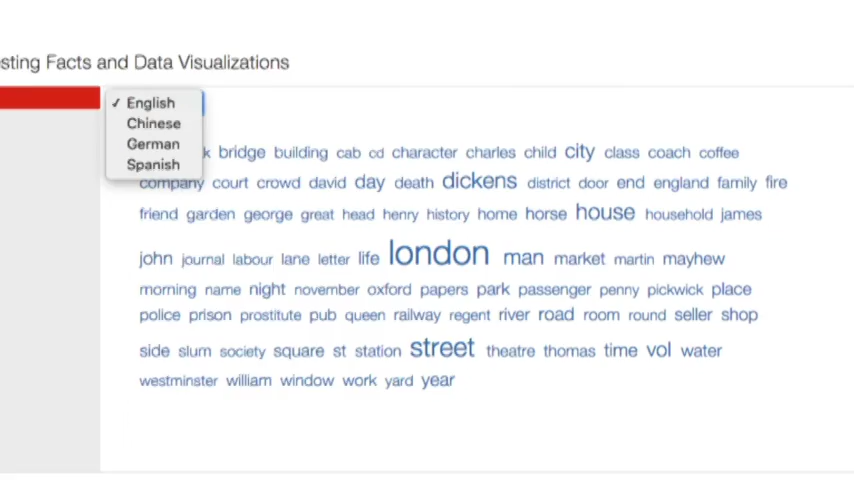 sting Facts and Data Visualizations
✓ English
Chinese
German
Spanish
bridge building cab cd character charles child city class coach coffee
company court crowd david day death dickens district door end england family fire
friend garden george great head henry history home horse house household james
john journal labour lane letter life london man market martin mayhew
morning name night november oxford papers park passenger penny pickwick place
police prison prostitute pub queen railway regent river road room round seller shop
side slum society square st station street theatre thomas time vol water
westminster william window work yard year